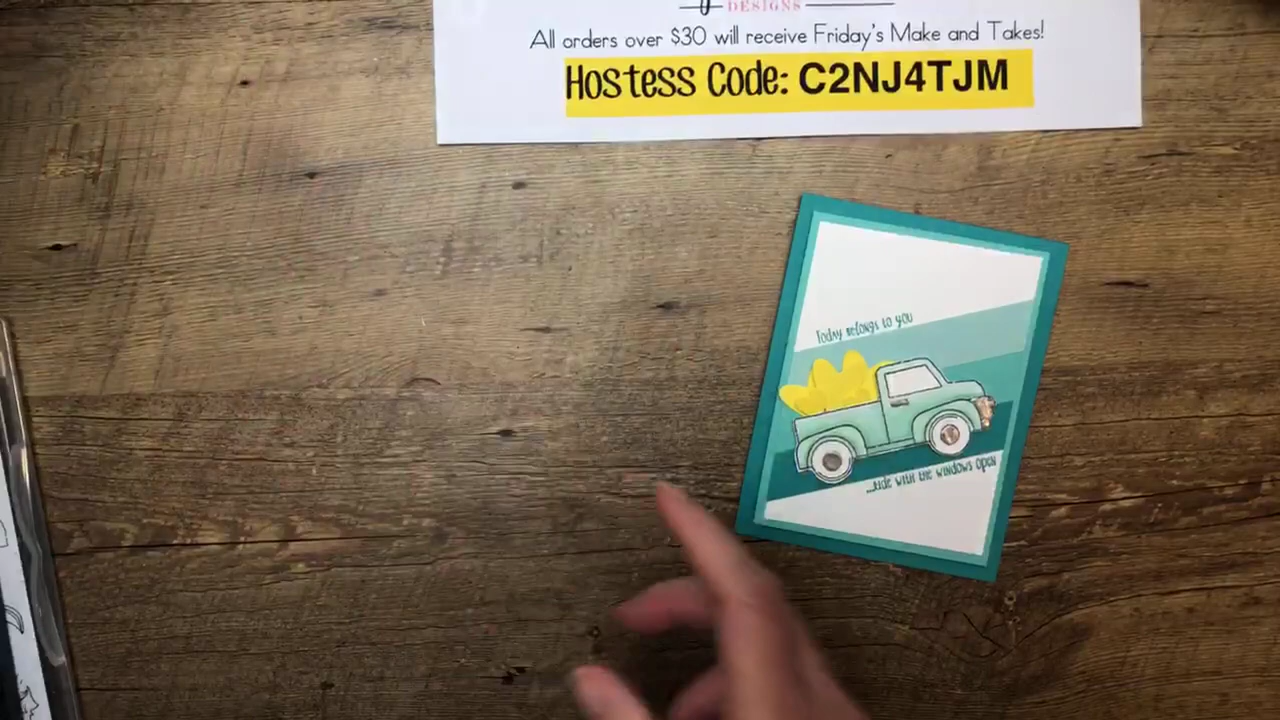 DESIGNS
All orders over $30 will receive Friday's Make and Takes!
Hostess Code: C2NJ4TJM
Today belongs to you
...ride with the windows open